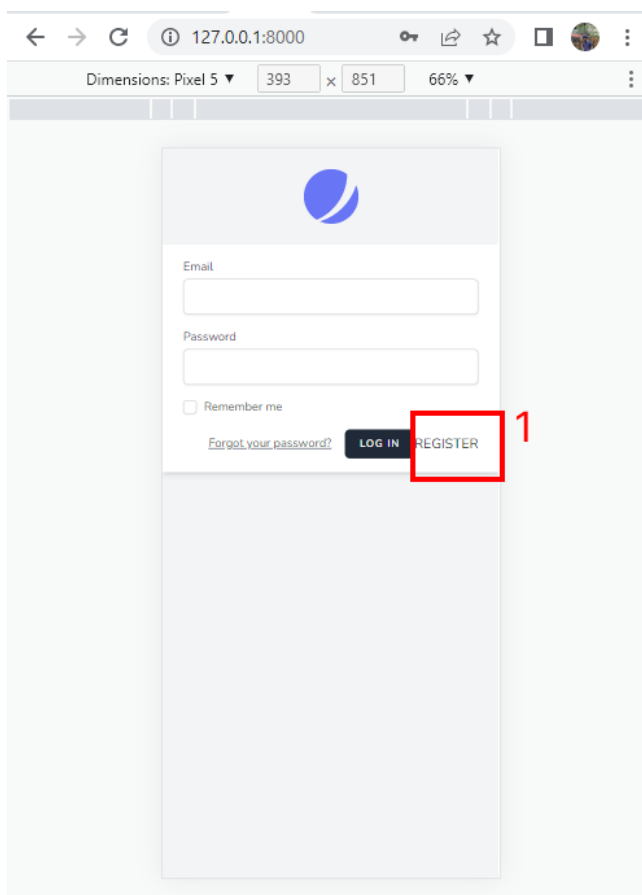 127.0.0.1:8000
Dimensions: Pixel 5 ▼ 393 × 851 66% ▼
Email
Password
Remember me
Forgot your password? LOG IN REGISTER 1